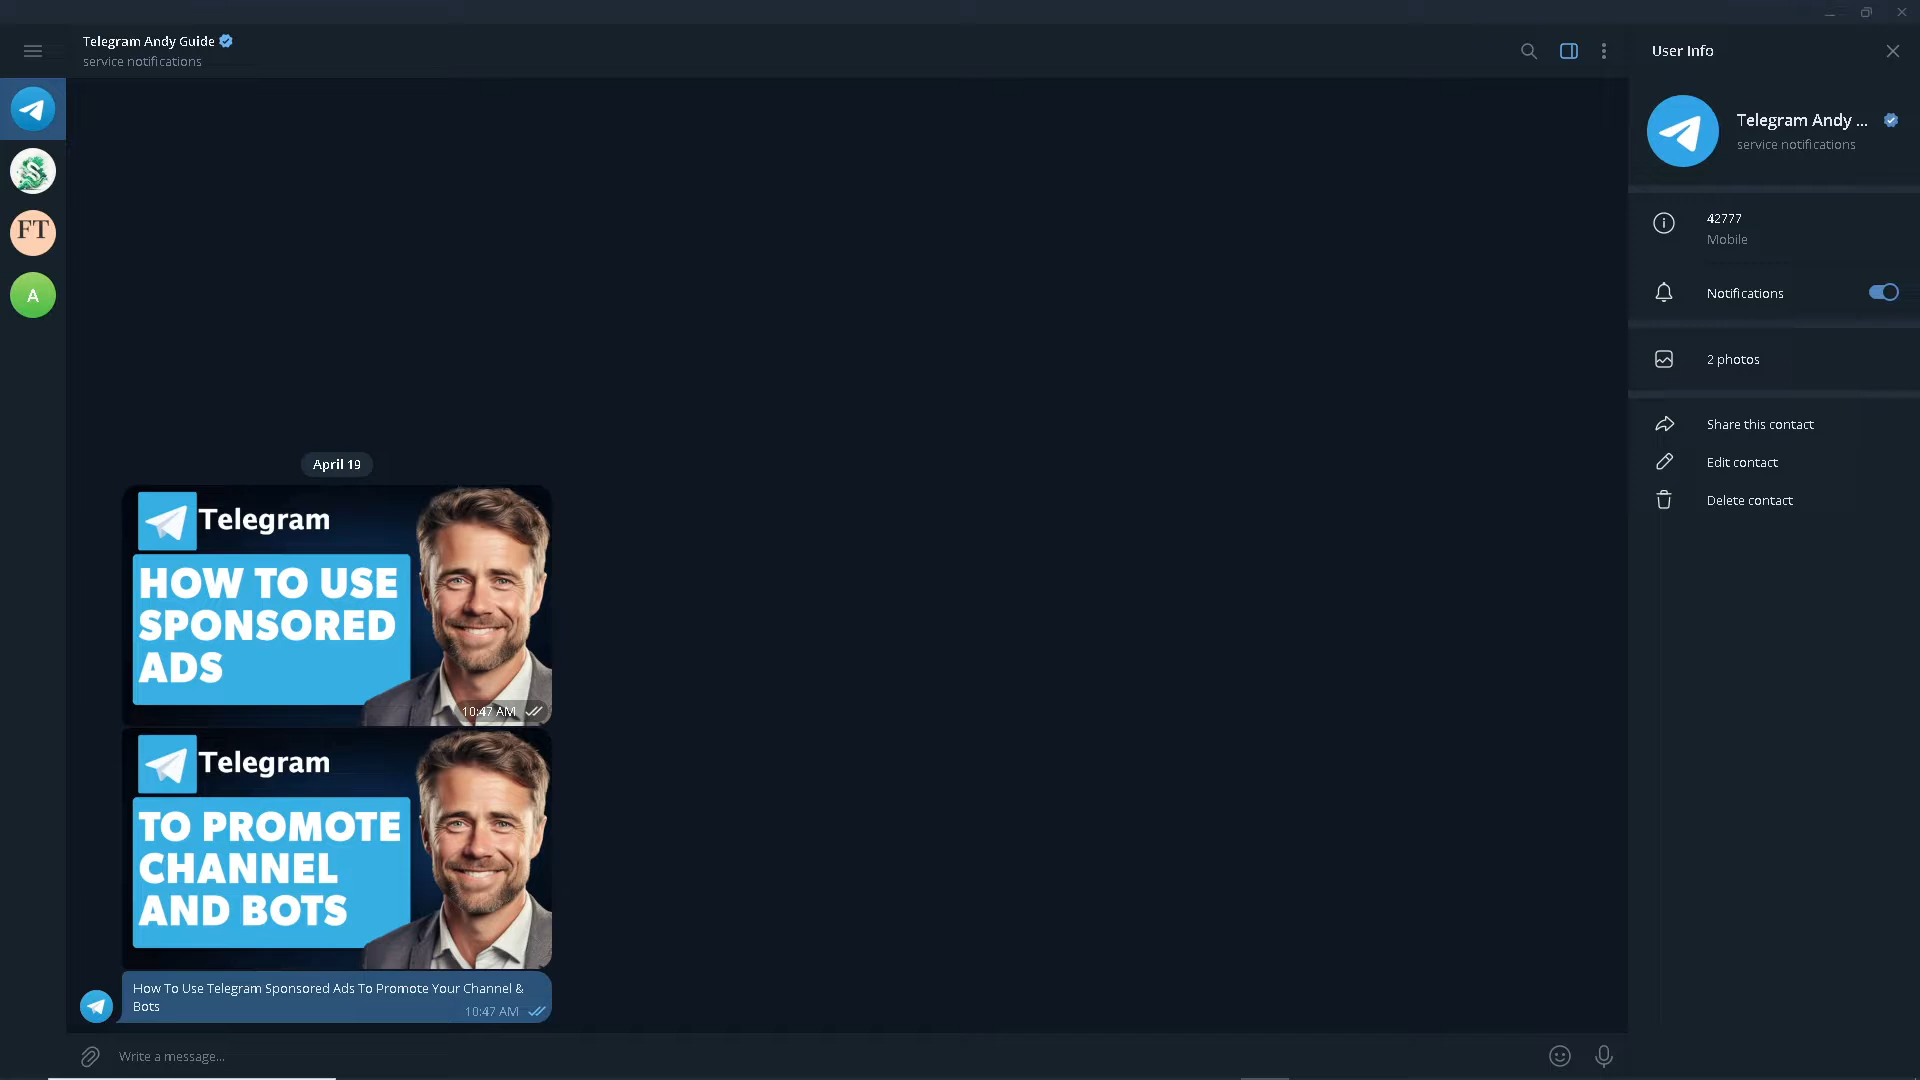 Telegram Andy Guide
service notifications
User Info
Telegram Andy ...
service notifications
42777
Mobile
Notifications
2 photos
Share this contact
Edit contact
Delete contact
FT
A
April 19
Telegram
HOW TO USE
SPONSORED
ADS
10:47 AM
Telegram
TO PROMOTE
CHANNEL
AND BOTS
How To Use Telegram Sponsored Ads To Promote Your Channel &
Bots
10:47 AM
Write a message...